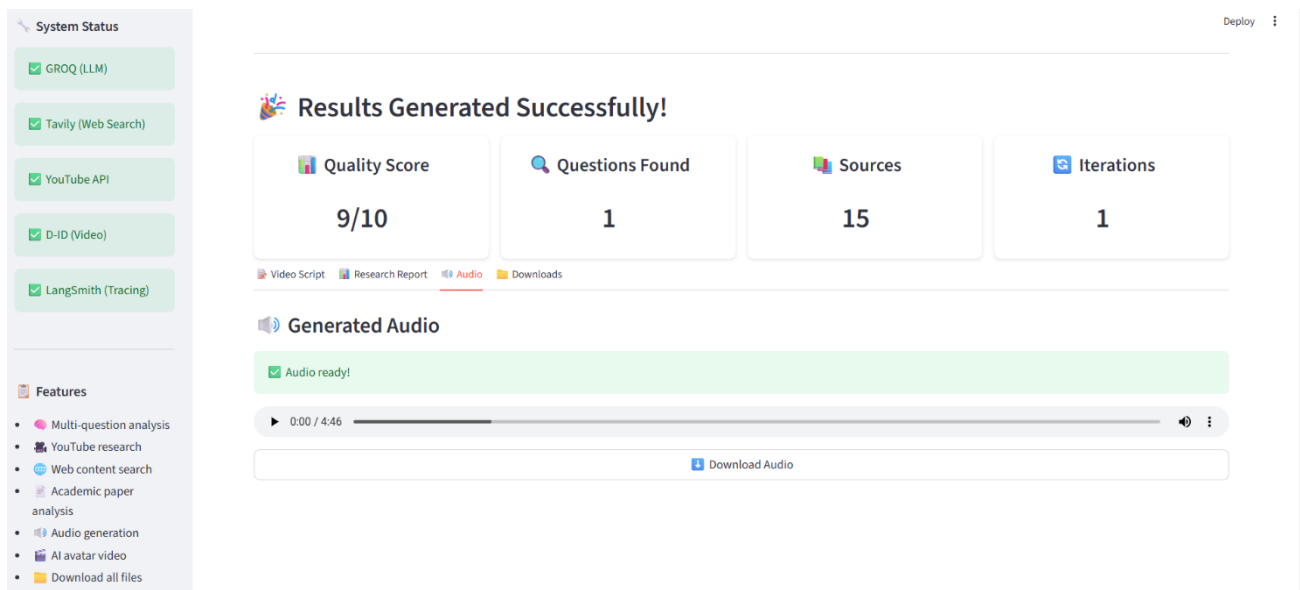 System Status
GROQ (LLM)
Tavily (Web Search)
YouTube API
D-ID (Video)
LangSmith (Tracing)
Features
• Multi-question analysis
• YouTube research
• Web content search
• Academic paper
analysis
• Audio generation
• AI avatar video
• Download all files
Deploy
Results Generated Successfully!
Quality Score
9/10
Questions Found
1
Sources
15
Iterations
1
Video Script Research Report Audio Downloads
Generated Audio
Audio ready!
0:00 / 4:46
Download Audio